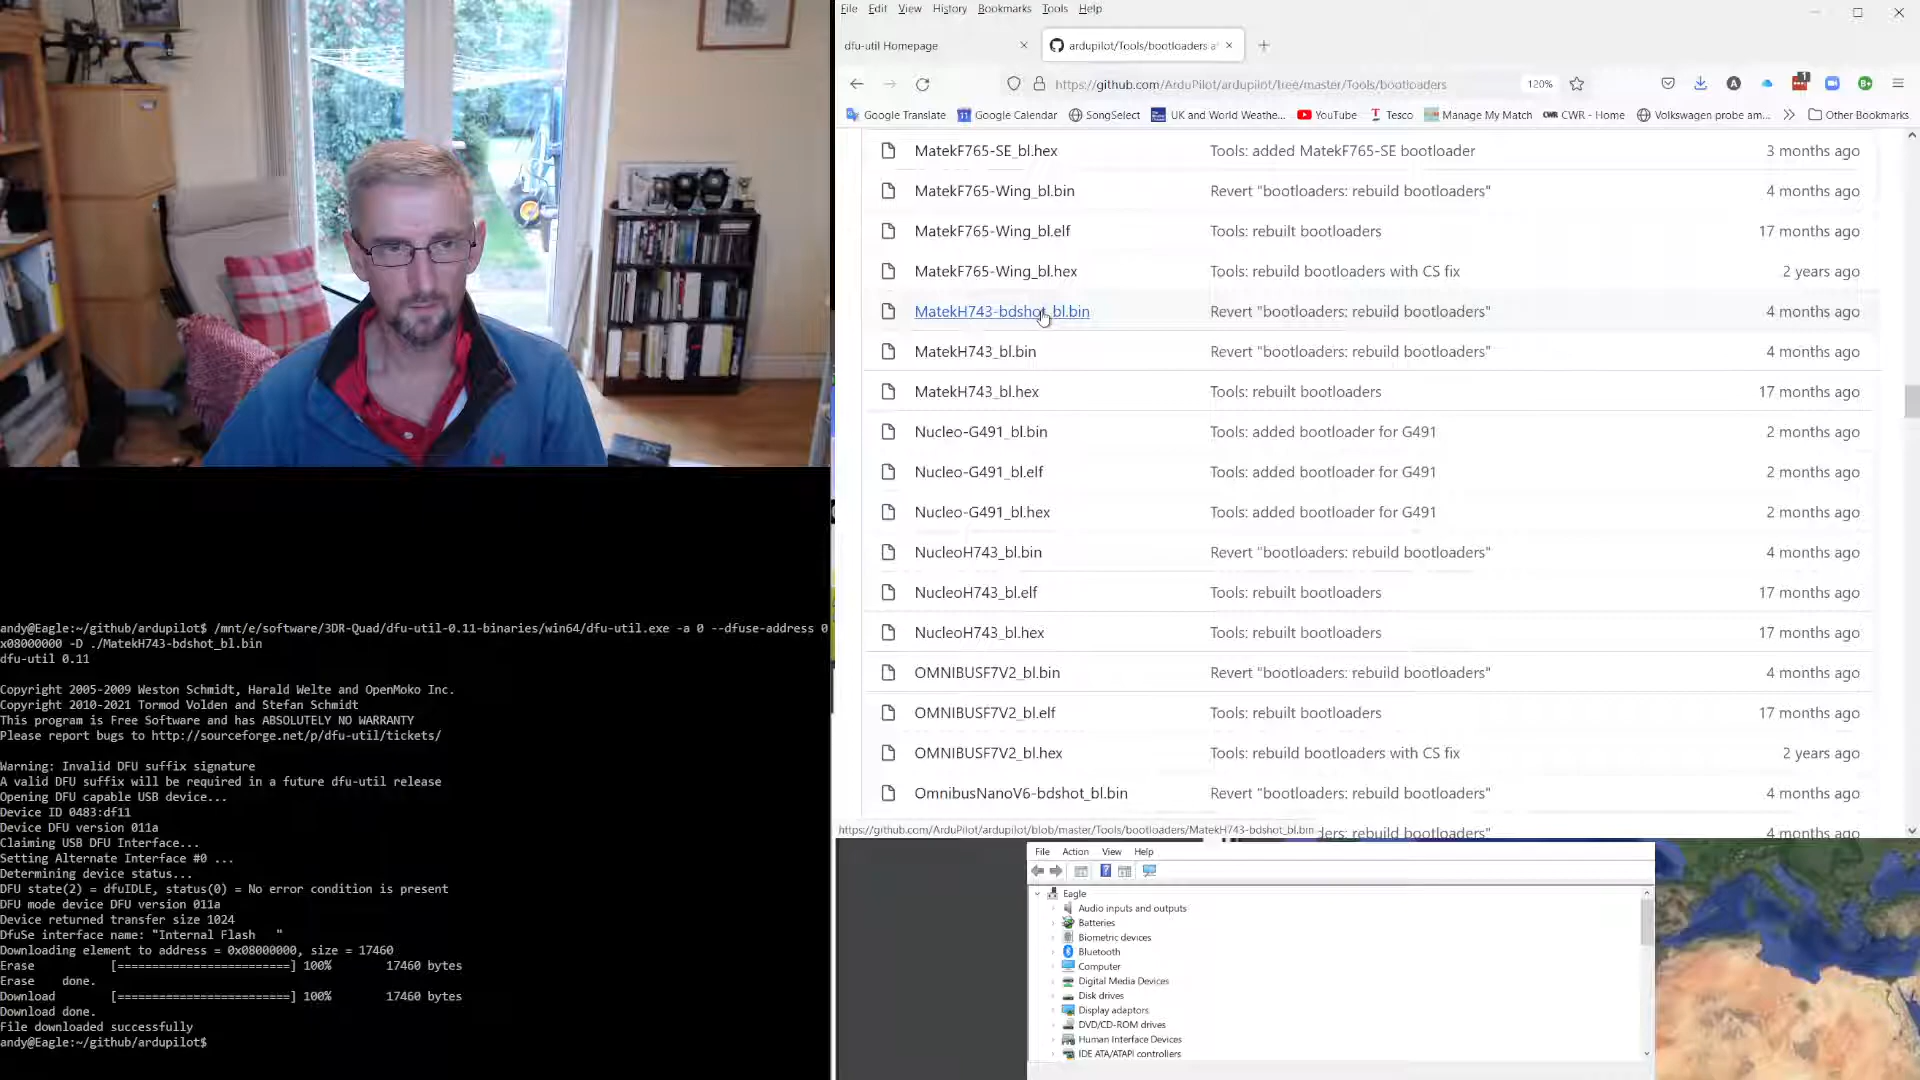 File Edit View History Bookmarks Tools Help
dfu-util Homepage
ardupilot/Tools/bootloaders a
https://github.com/ArduPilot/ardupilot/tree/master/Tools/bootloaders
120%
Google Translate Google Calendar SongSelect UK and World Weathe... YouTube Tesco Manage My Match CWR CWR - Home Volkswagen probe am... Other Bookmarks
MatekF765-SE_bl.hex Tools: added MatekF765-SE bootloader 3 months ago
MatekF765-Wing_bl.bin Revert "bootloaders: rebuild bootloaders" 4 months ago
MatekF765-Wing_bl.elf Tools: rebuilt bootloaders 17 months ago
MatekF765-Wing_bl.hex Tools: rebuild bootloaders with CS fix 2 years ago
MatekH743-bdshot_bl.bin Revert "bootloaders: rebuild bootloaders" 4 months ago
MatekH743_bl.bin Revert "bootloaders: rebuild bootloaders" 4 months ago
MatekH743_bl.hex Tools: rebuilt bootloaders 17 months ago
Nucleo-G491_bl.bin Tools: added bootloader for G491 2 months ago
Nucleo-G491_bl.elf Tools: added bootloader for G491 2 months ago
Nucleo-G491_bl.hex Tools: added bootloader for G491 2 months ago
NucleoH743_bl.bin Revert "bootloaders: rebuild bootloaders" 4 months ago
NucleoH743_bl.elf Tools: rebuilt bootloaders 17 months ago
NucleoH743_bl.hex Tools: rebuilt bootloaders 17 months ago
OMNIBUSF7V2_bl.bin Revert "bootloaders: rebuild bootloaders" 4 months ago
OMNIBUSF7V2_bl.elf Tools: rebuilt bootloaders 17 months ago
OMNIBUSF7V2_bl.hex Tools: rebuild bootloaders with CS fix 2 years ago
OmnibusNanoV6-bdshot_bl.bin Revert "bootloaders: rebuild bootloaders" 4 months ago
https://github.com/ArduPilot/ardupilot/blob/master/Tools/bootloaders/MatekH743-bdshot_bl.bin ders: rebuild bootloaders" 4 months ago
andy@Eagle:~/github/ardupilot$ /mnt/e/software/3DR-Quad/dfu-util-0.11-binaries/win64/dfu-util.exe -a 0 --dfuse-address 0
x08000000 -D ./MatekH743-bdshot_bl.bin
dfu-util 0.11
Copyright 2005-2009 Weston Schmidt, Harald Welte and OpenMoko Inc.
Copyright 2010-2021 Tormod Volden and Stefan Schmidt
This program is Free Software and has ABSOLUTELY NO WARRANTY
Please report bugs to http://sourceforge.net/p/dfu-util/tickets/
Warning: Invalid DFU suffix signature
A valid DFU suffix will be required in a future dfu-util release
Opening DFU capable USB device...
Device ID 0483:df11
Device DFU version 011a
Claiming USB DFU Interface...
Setting Alternate Interface #0 ...
Determining device status...
DFU state(2) = dfuIDLE, status(0) = No error condition is present
DFU mode device DFU version 011a
Device returned transfer size 1024
DfuSe interface name: "Internal Flash   "
Downloading element to address = 0x08000000, size = 17460
Erase [=========================] 100% 17460 bytes
Erase done.
Download [=========================] 100% 17460 bytes
Download done.
File downloaded successfully
andy@Eagle:~/github/ardupilot$
File Action View Help
Eagle
Audio inputs and outputs
Batteries
Biometric devices
Bluetooth
Computer
Digital Media Devices
Disk drives
Display adaptors
DVD/CD-ROM drives
Human Interface Devices
IDE ATA/ATAPI controllers